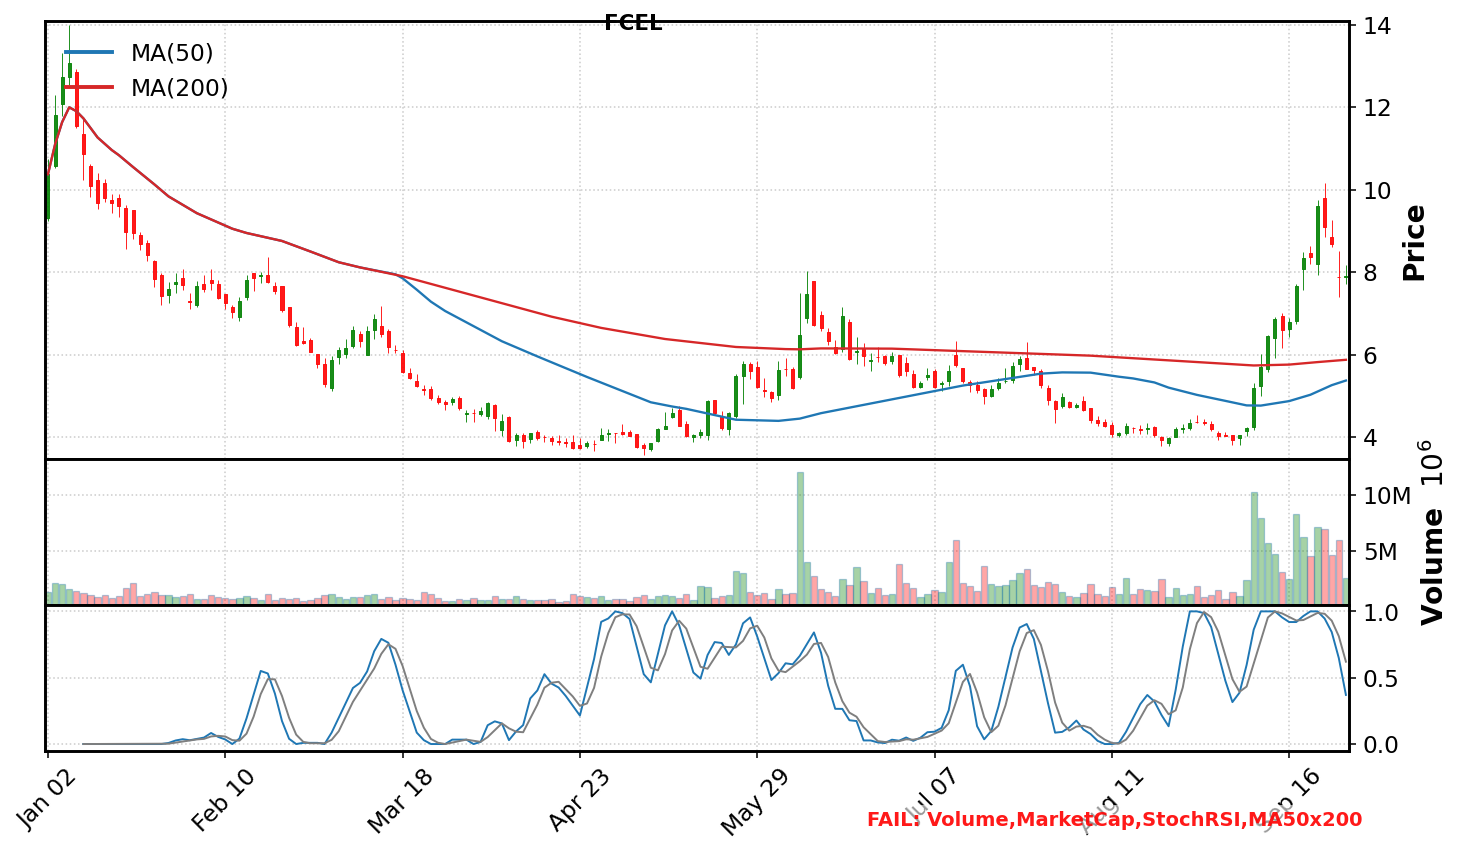 FCEL
MA(50)
MA(200)
14
12
10
8
6
4
Price
10M
5M
Volume 10⁶
1.0
0.5
0.0
Jan 02
Feb 10
Mar 18
Apr 23
May 29
Jul 07
Aug 11
Sep 16
FAIL: Volume,MarketCap,StochRSI,MA50x200